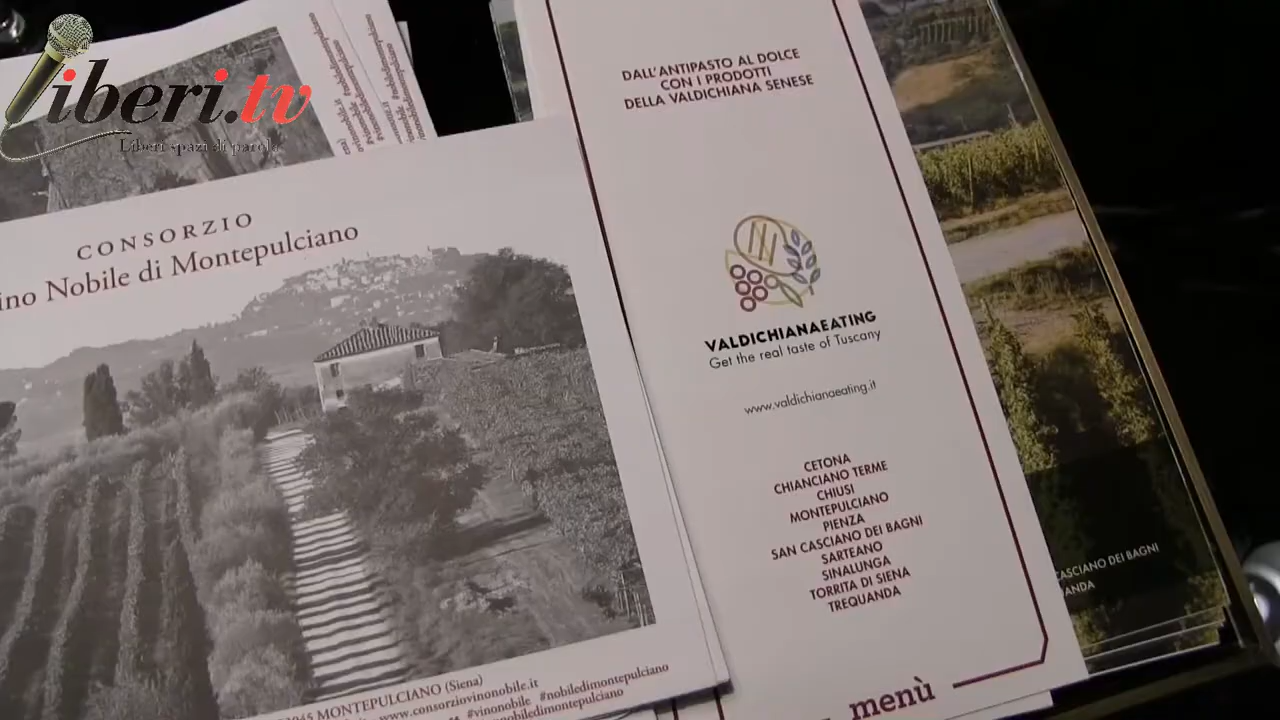 liberi.tv
Liberi spazi di parola
CONSORZIO
ino Nobile di Montepulciano
MONTEPULCIANO (Siena)
www.consorziovinonobile.it
#vinonobile #nobiledimontepulciano
nobiledimontepulciano
DALL'ANTIPASTO AL DOLCE
CON I PRODOTTI
DELLA VALDICHIANA SENESE
VALDICHIANAEATING
Get the real taste of Tuscany
www.valdichianaeating.it
CETONA
CHIANCIANO TERME
CHIUSI
MONTEPULCIANO
PIENZA
SAN CASCIANO DEI BAGNI
SARTEANO
SINALUNGA
TORRITA DI SIENA
TREQUANDA
menù
CASCIANO DEI BAGNI
ANDA